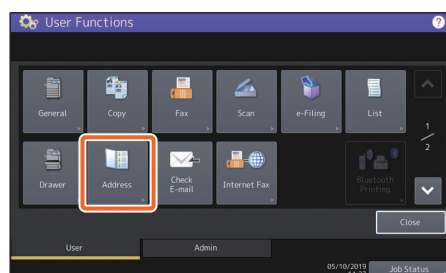 User Functions
?
General
Copy
Fax
Scan
e-Filing
List
1
2
Drawer
Address
Check
E-mail
Internet Fax
Bluetooth
Printing
Close
User
Admin
05/10/2019
Job Status